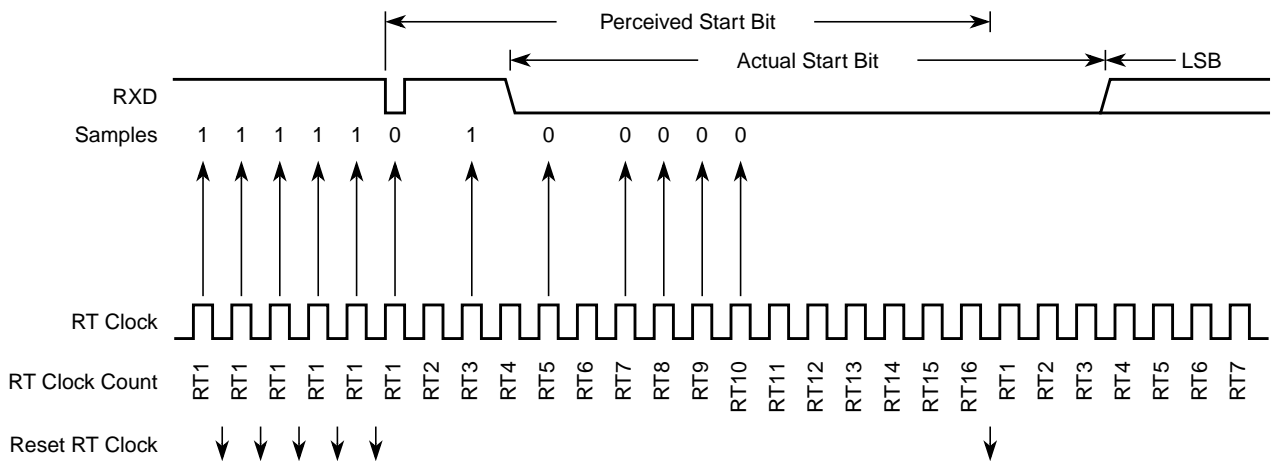 Perceived Start Bit
Actual Start Bit
LSB
RXD
Samples 1 1 1 1 1 0 1 0 0 0 0 0
RT Clock
RT Clock Count RT1 RT1 RT1 RT1 RT1 RT1 RT2 RT3 RT4 RT5 RT6 RT7 RT8 RT9 RT10 RT11 RT12 RT13 RT14 RT15 RT16 RT1 RT2 RT3 RT4 RT5 RT6 RT7
Reset RT Clock